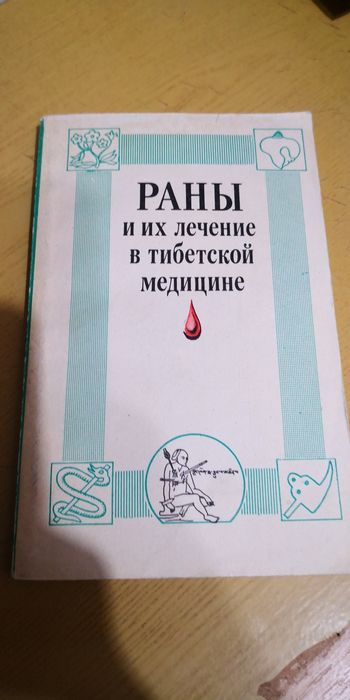 РАНЫ
и их лечение
в тибетской
медицине